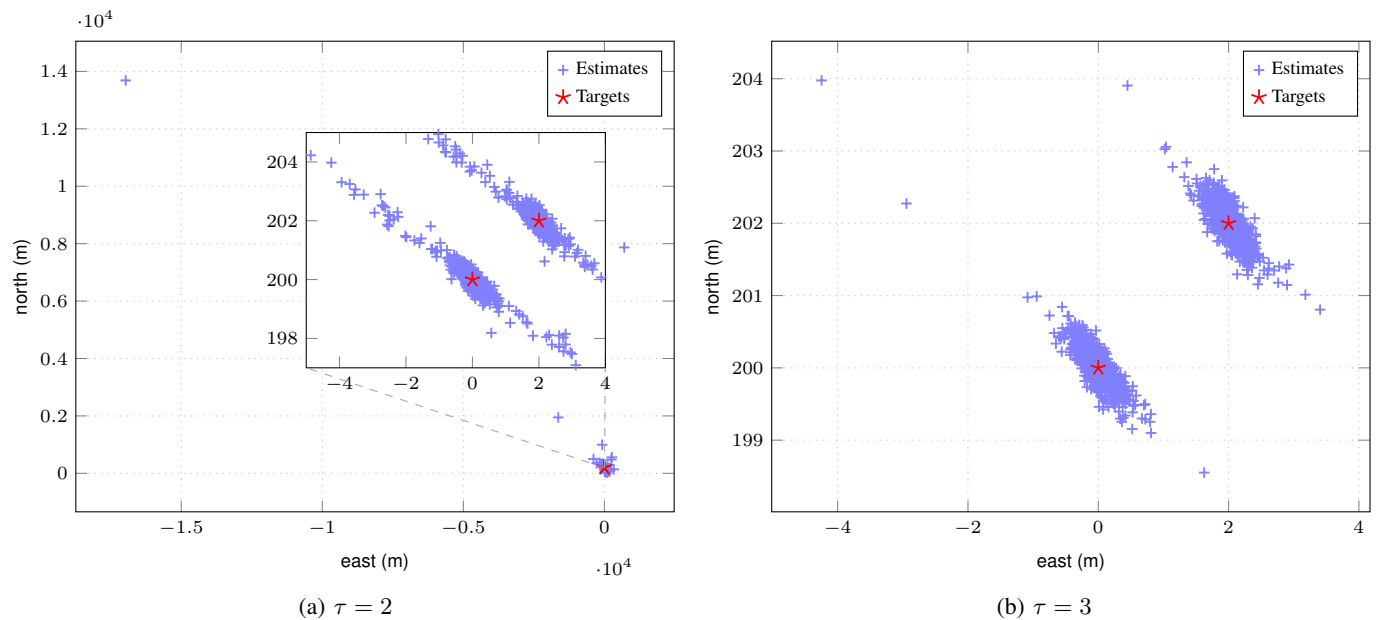 ·10⁴
1.4
1.2
1
0.8
0.6
0.4
0.2
0
north (m)
Estimates
Targets
204
202
200
198
−4 −2 0 2 4
−1.5 −1 −0.5 0
east (m)
·10⁴
(a) τ = 2
204
203
202
201
200
199
north (m)
Estimates
Targets
−4 −2 0 2 4
east (m)
(b) τ = 3